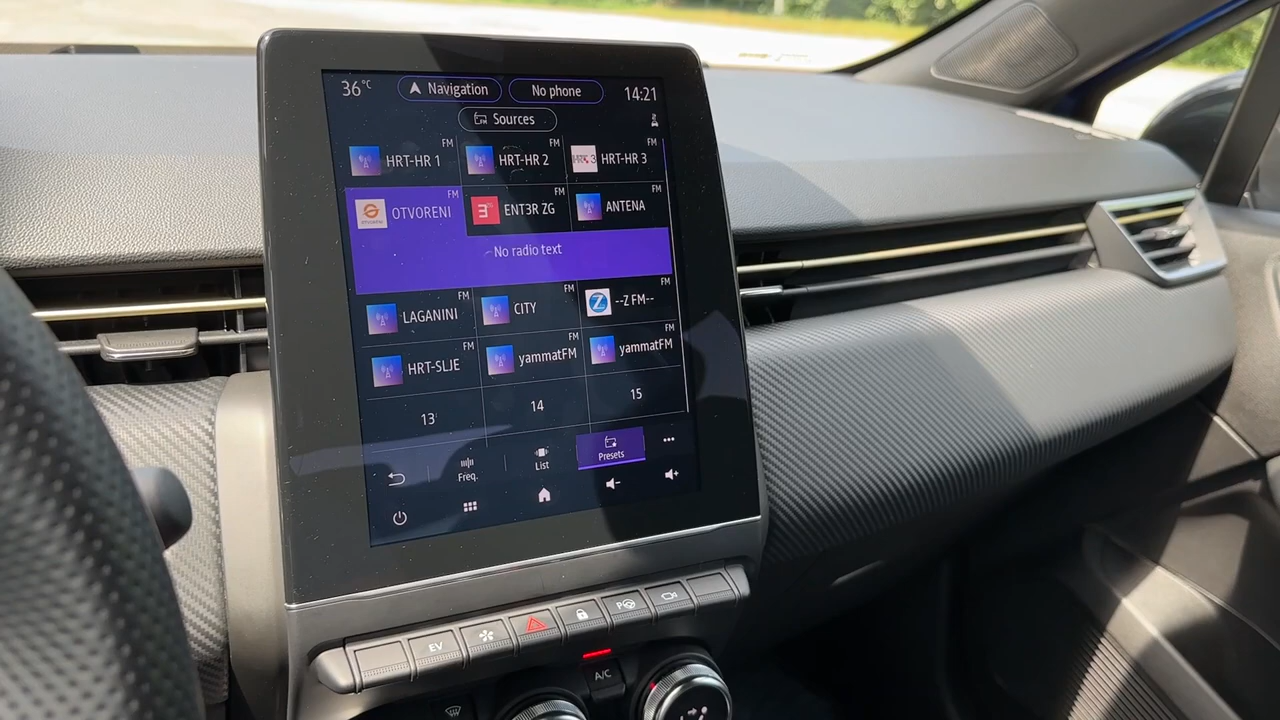 36°C Navigation No phone 14:21
Sources
HRT-HR 1 FM HRT-HR 2 FM HRT-HR 3 FM
OTVORENI FM ENT3R ZG FM ANTENA FM
No radio text
LAGANINI FM CITY FM --Z FM-- FM
HRT-SLJE FM yammatFM FM yammatFM FM
13 14 15
Freq. List Presets
EV
A/C